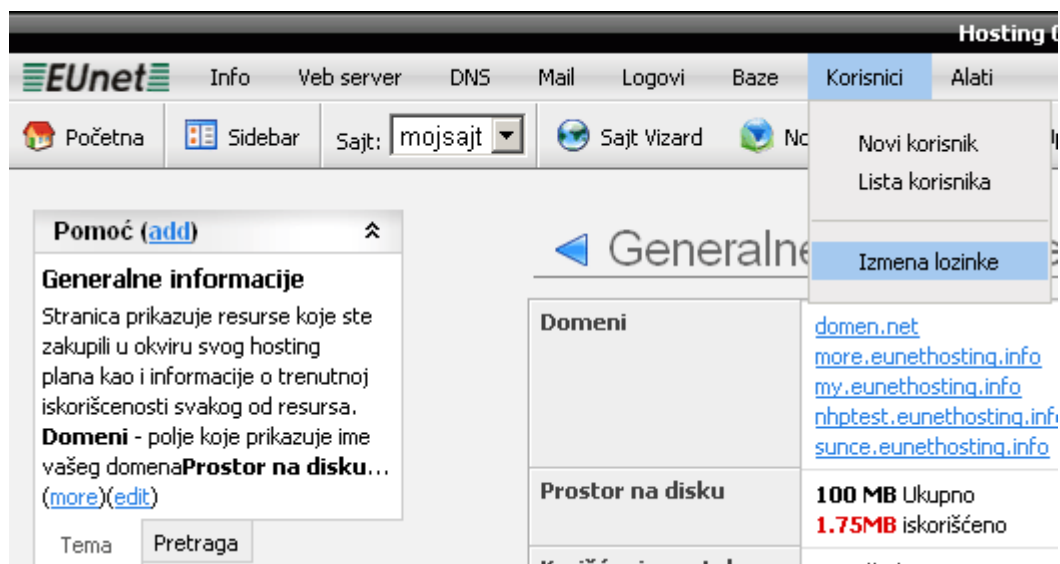 Hosting
EUnet Info Veb server DNS Mail Logovi Baze Korisnici Alati
Početna Sidebar Sajt: mojsajt Sajt Vizard
Novi korisnik
Lista korisnika
Izmena lozinke
Pomoć (add)
Generalne informacije
Stranica prikazuje resurse koje ste
zakupili u okviru svog hosting
plana kao i informacije o trenutnoj
iskorišcenosti svakog od resursa.
Domeni - polje koje prikazuje ime
vašeg domenaProstor na disku...
(more)(edit)
Tema Pretraga
Generalne
Domeni
domen.net
more.eunethosting.info
my.eunethosting.info
nhptest.eunethosting.info
sunce.eunethosting.info
Prostor na disku
100 MB Ukupno
1.75MB iskorišćeno